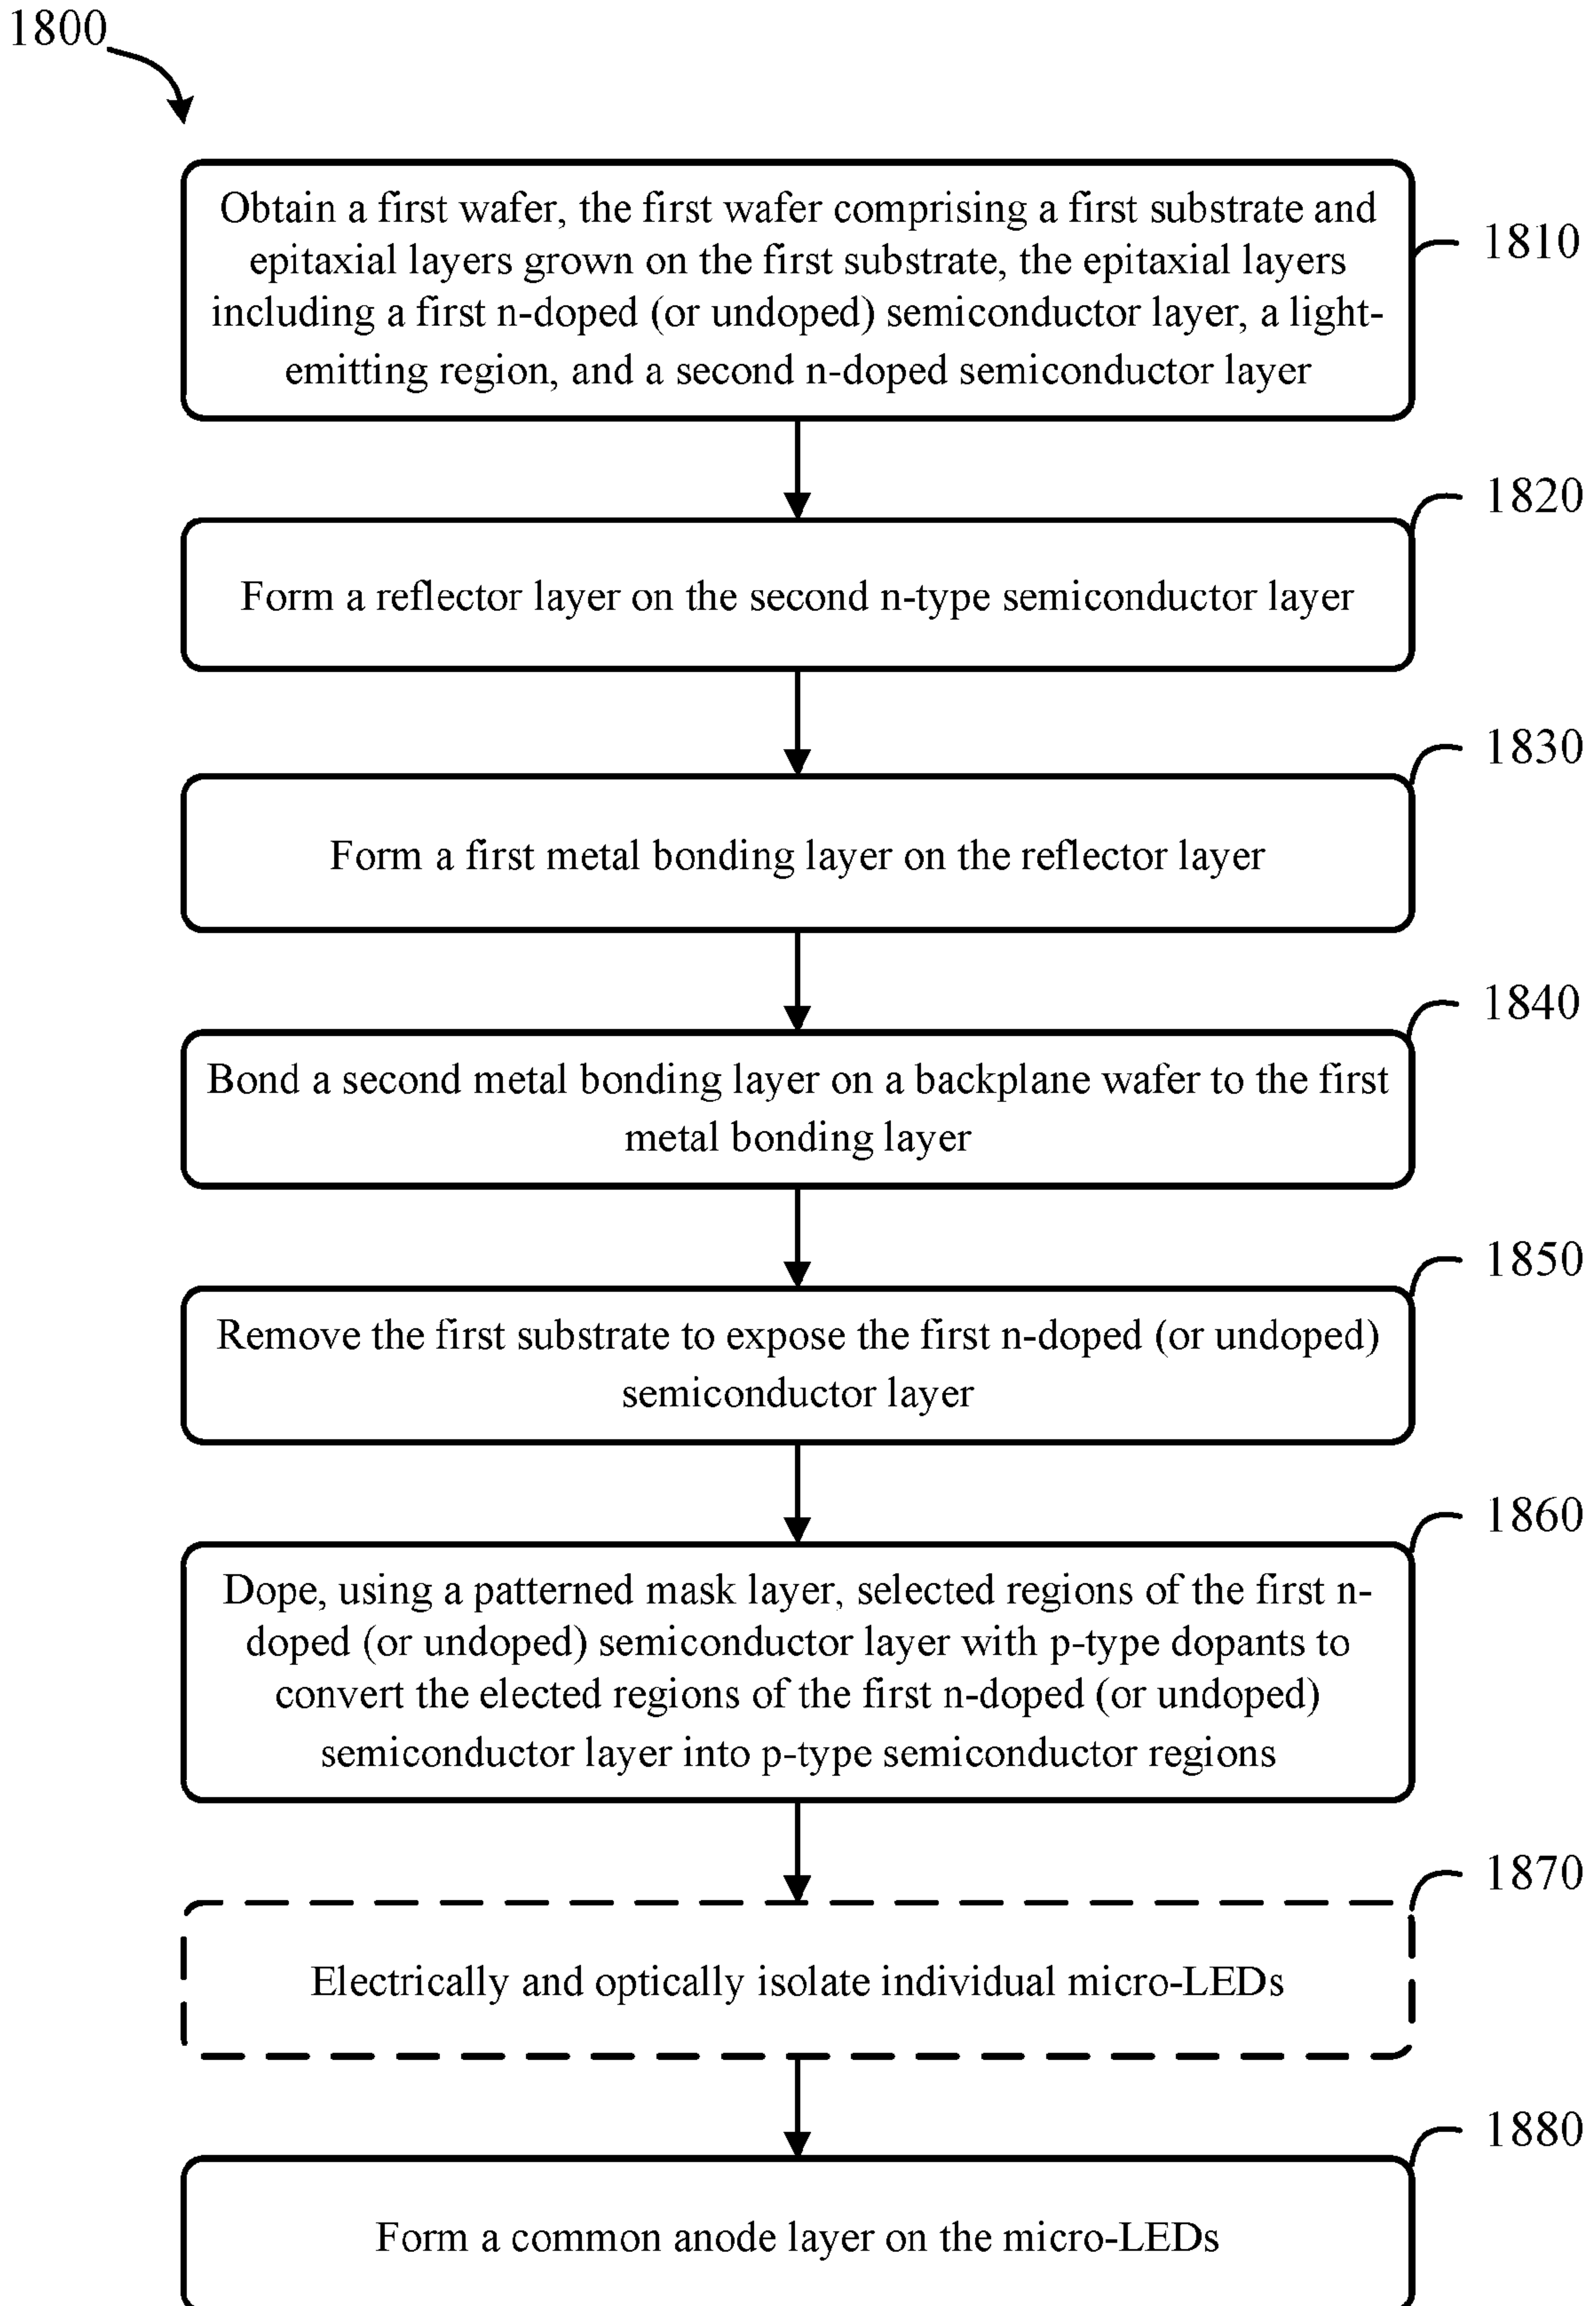 1800
Obtain a first wafer, the first wafer comprising a first substrate and
epitaxial layers grown on the first substrate, the epitaxial layers
including a first n-doped (or undoped) semiconductor layer, a light-
emitting region, and a second n-doped semiconductor layer
1810
1820
Form a reflector layer on the second n-type semiconductor layer
1830
Form a first metal bonding layer on the reflector layer
1840
Bond a second metal bonding layer on a backplane wafer to the first
metal bonding layer
1850
Remove the first substrate to expose the first n-doped (or undoped)
semiconductor layer
1860
Dope, using a patterned mask layer, selected regions of the first n-
doped (or undoped) semiconductor layer with p-type dopants to
convert the elected regions of the first n-doped (or undoped)
semiconductor layer into p-type semiconductor regions
1870
Electrically and optically isolate individual micro-LEDs
1880
Form a common anode layer on the micro-LEDs